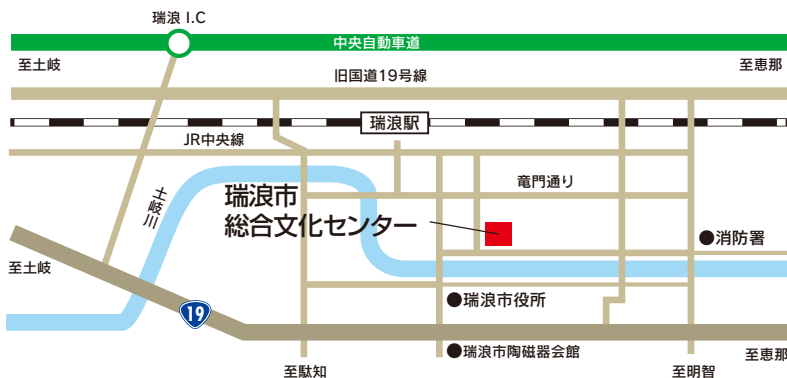 瑞浪 I.C
中央自動車道
至土岐
至恵那
旧国道19号線
瑞浪駅
JR中央線
竜門通り
土岐川
瑞浪市
総合文化センター
●消防署
至土岐
●瑞浪市役所
19
●瑞浪市陶磁器会館
至恵那
至駄知
至明智